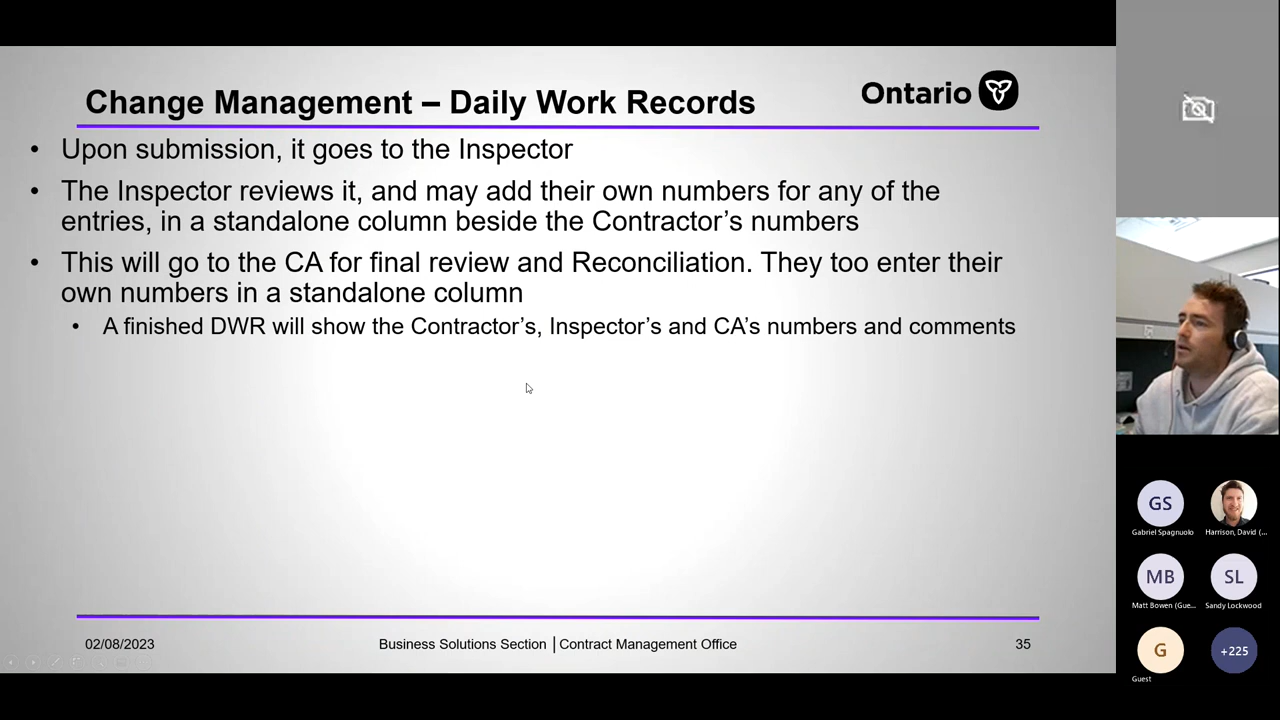 Change Management – Daily Work Records
Ontario
• Upon submission, it goes to the Inspector
• The Inspector reviews it, and may add their own numbers for any of the
entries, in a standalone column beside the Contractor’s numbers
• This will go to the CA for final review and Reconciliation. They too enter their
own numbers in a standalone column
• A finished DWR will show the Contractor’s, Inspector’s and CA’s numbers and comments
02/08/2023
Business Solutions Section | Contract Management Office
35
GS
Gabriel Spagnuolo
Harrison, David (...
MB
Matt Bowen (Gue...
SL
Sandy Lockwood
G
Guest
+225